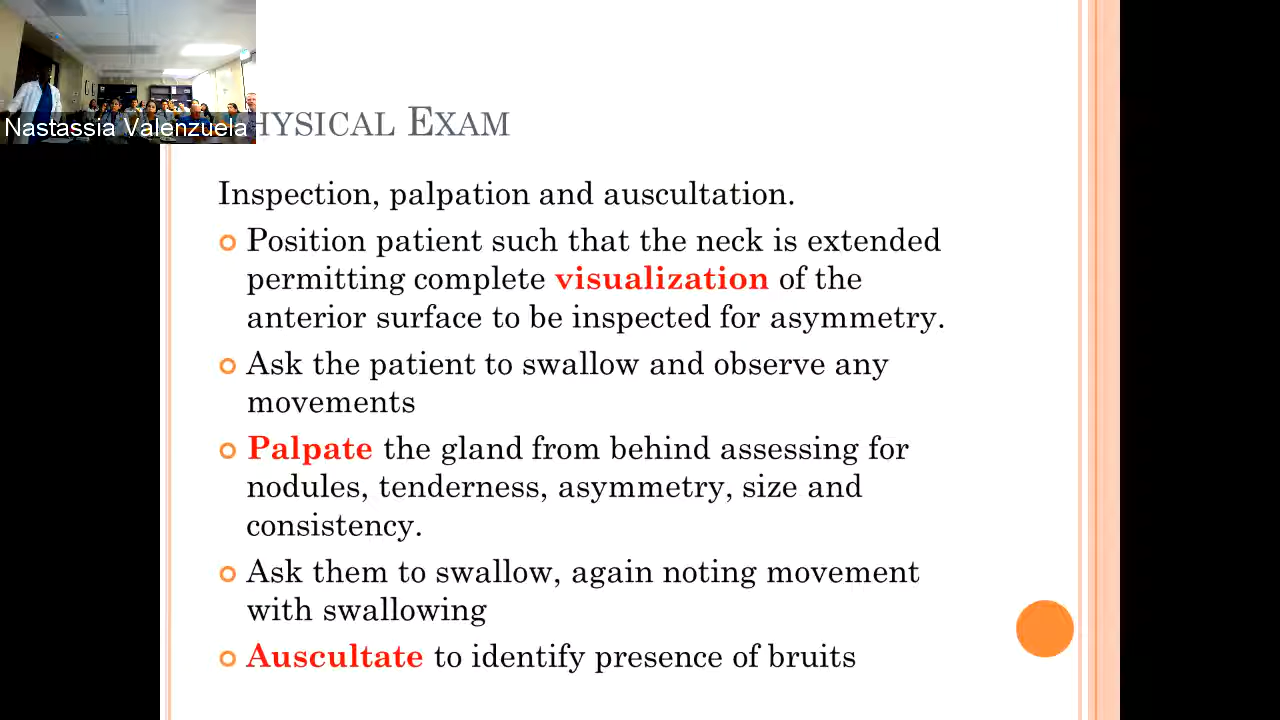 Nastassia Valenzuela
HYSICAL EXAM
Inspection, palpation and auscultation.
Position patient such that the neck is extended
permitting complete visualization of the
anterior surface to be inspected for asymmetry.
Ask the patient to swallow and observe any
movements
Palpate the gland from behind assessing for
nodules, tenderness, asymmetry, size and
consistency.
Ask them to swallow, again noting movement
with swallowing
Auscultate to identify presence of bruits